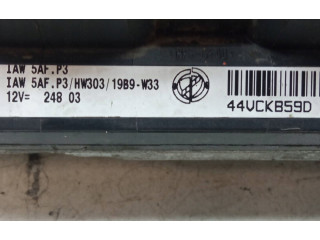 IAW 5AF.P3
IAW 5AF.P3/HW303/19B9-W33
12V= 248 03
44VCKB59D